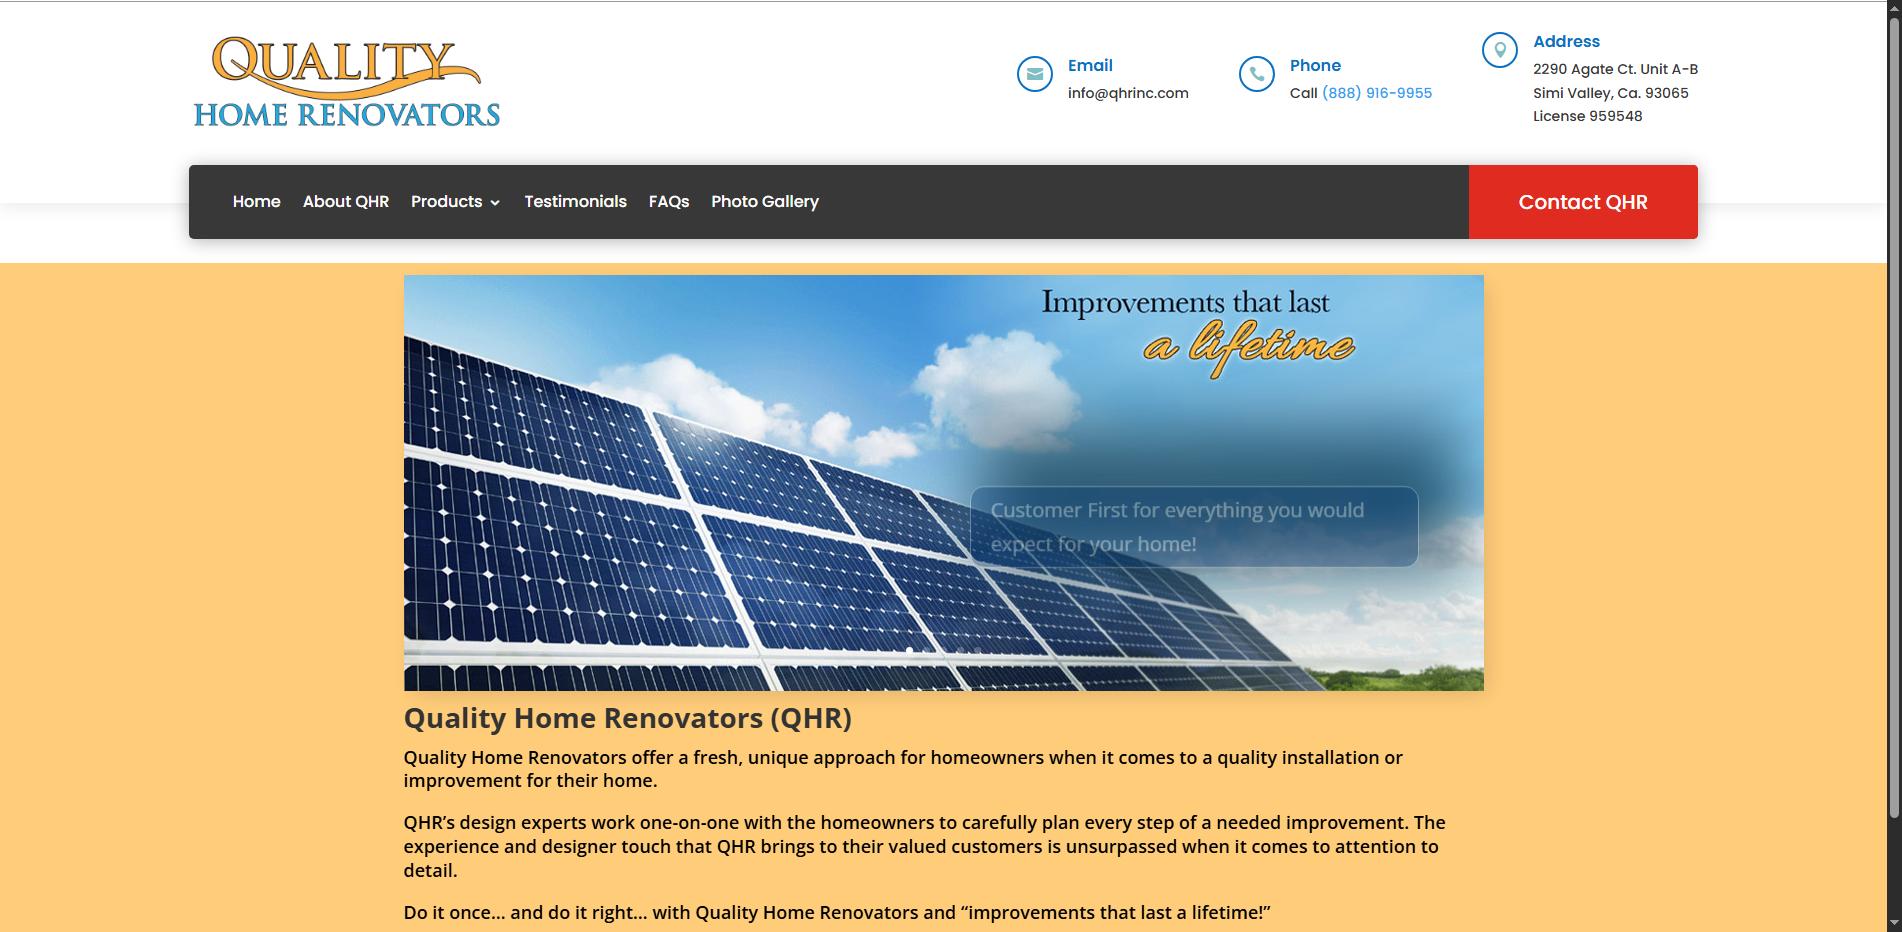 QUALITY
HOME RENOVATORS
Email
info@qhrinc.com
Phone
Call (888) 916-9955
Address
2290 Agate Ct. Unit A-B
Simi Valley, Ca. 93065
License 959548
Home About QHR Products Testimonials FAQs Photo Gallery
Contact QHR
Improvements that last
a lifetime
Customer First for everything you would
expect for your home!
Quality Home Renovators (QHR)
Quality Home Renovators offer a fresh, unique approach for homeowners when it comes to a quality installation or
improvement for their home.
QHR’s design experts work one-on-one with the homeowners to carefully plan every step of a needed improvement. The
experience and designer touch that QHR brings to their valued customers is unsurpassed when it comes to attention to
detail.
Do it once… and do it right… with Quality Home Renovators and “improvements that last a lifetime!”